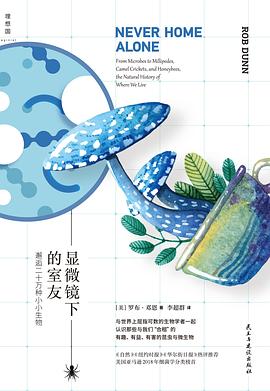 理想国
NEVER HOME
ALONE
From Microbes to Millipedes,
Camel Crickets, and Honeybees,
the Natural History of
Where We Live
ROB DUNN
显微镜下
的室友
邂逅二十万种小小生物
[美] 罗布·邓恩 著 李超群 译
与世界上屈指可数的生物学者一起
认识那些与我们“合租”的
有趣、有益、有害的昆虫与微生物
《自然》《纽约时报》《华尔街日报》热评推荐
美国亚马逊2018年细菌学分类榜首
民主与建设出版社